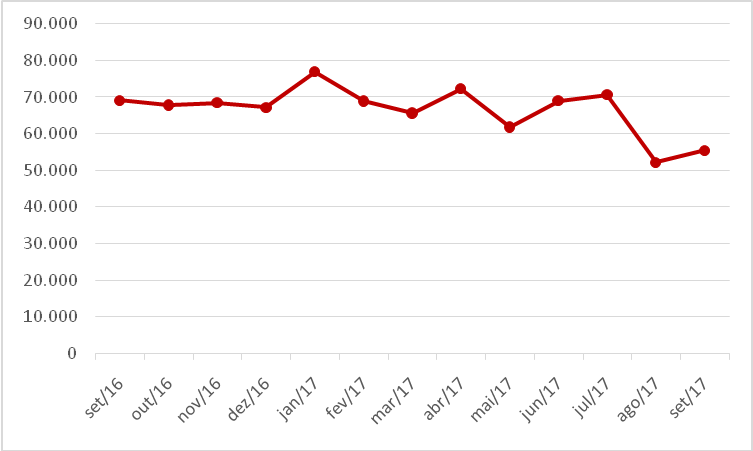 90.000
80.000
70.000
60.000
50.000
40.000
30.000
20.000
10.000
0
set/16
out/16
nov/16
dez/16
jan/17
fev/17
mar/17
abr/17
mai/17
jun/17
jul/17
ago/17
set/17